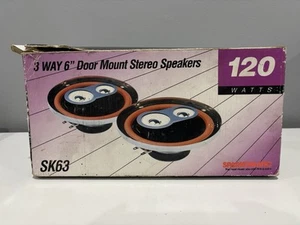 3 WAY 6" Door Mount Stereo Speakers
120
WATTS
SK63